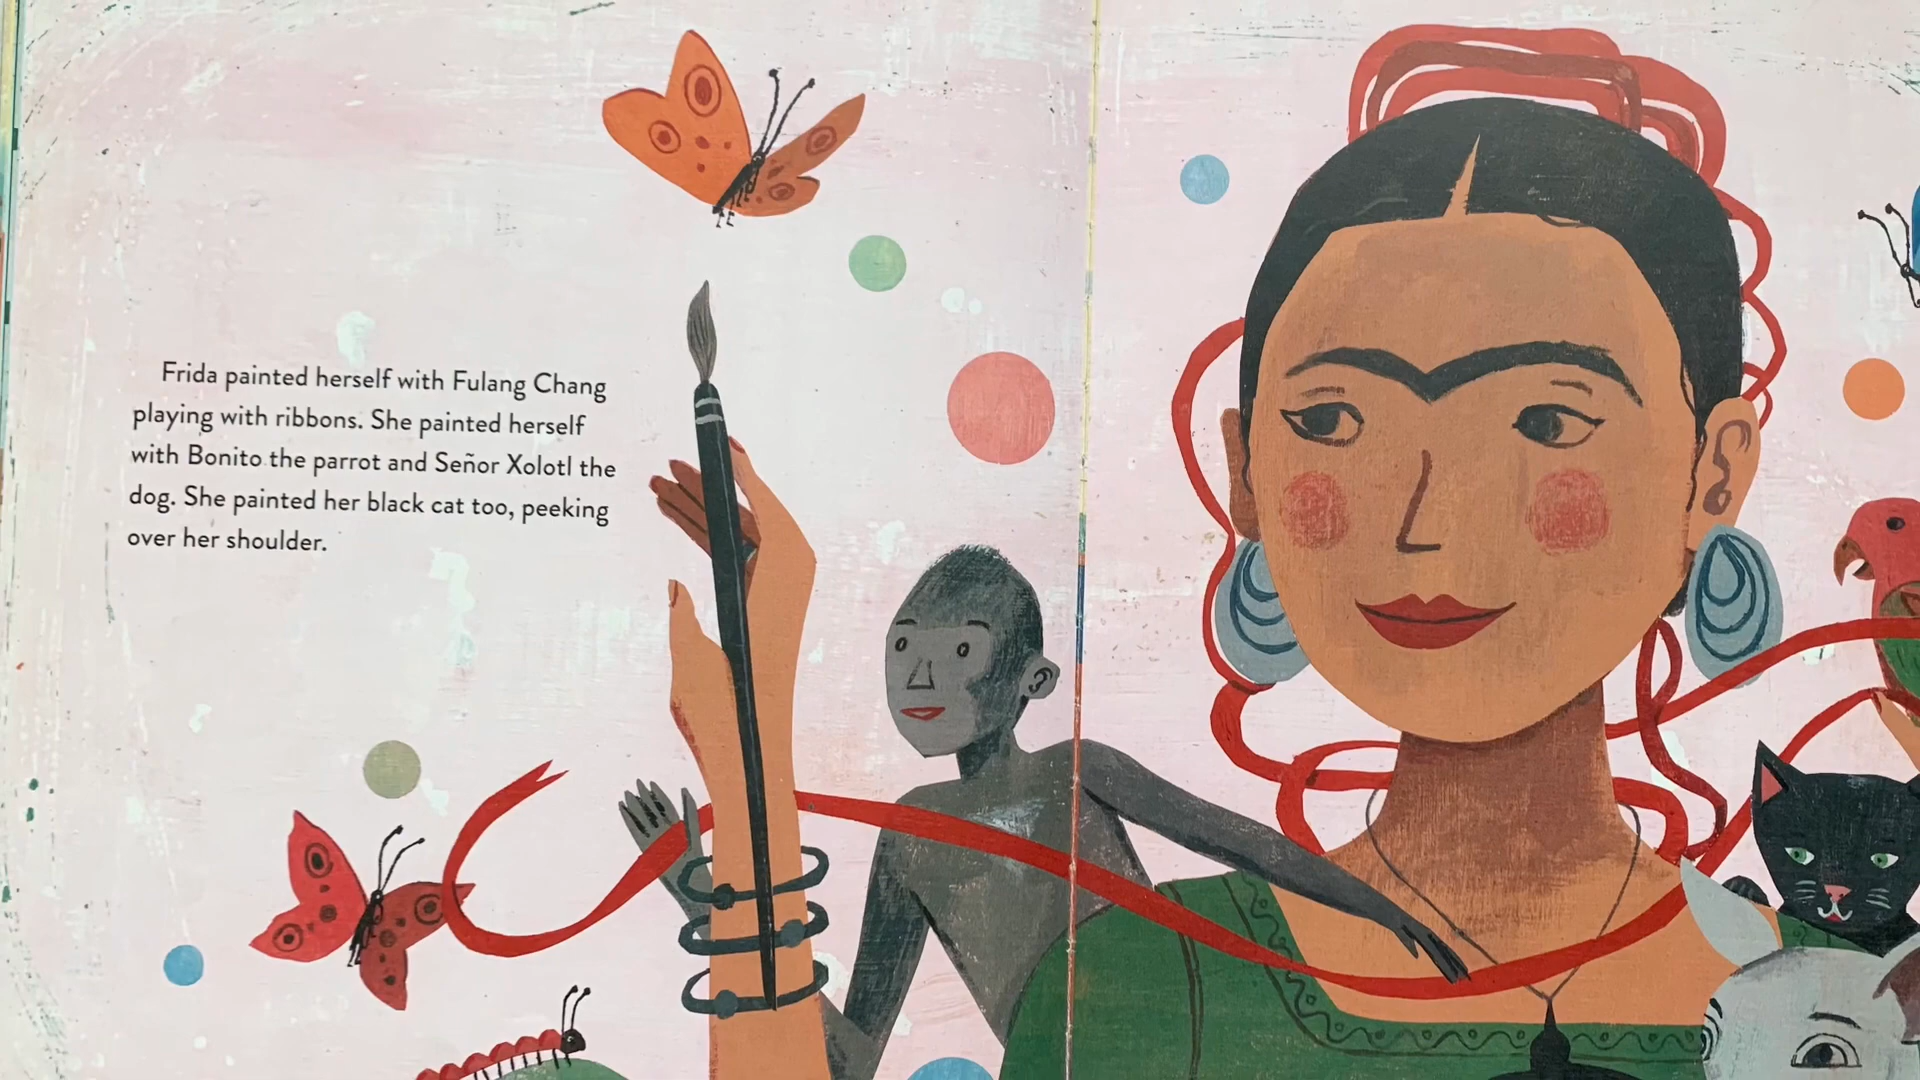 Frida painted herself with Fulang Chang
playing with ribbons. She painted herself
with Bonito the parrot and Señor Xolotl the
dog. She painted her black cat too, peeking
over her shoulder.